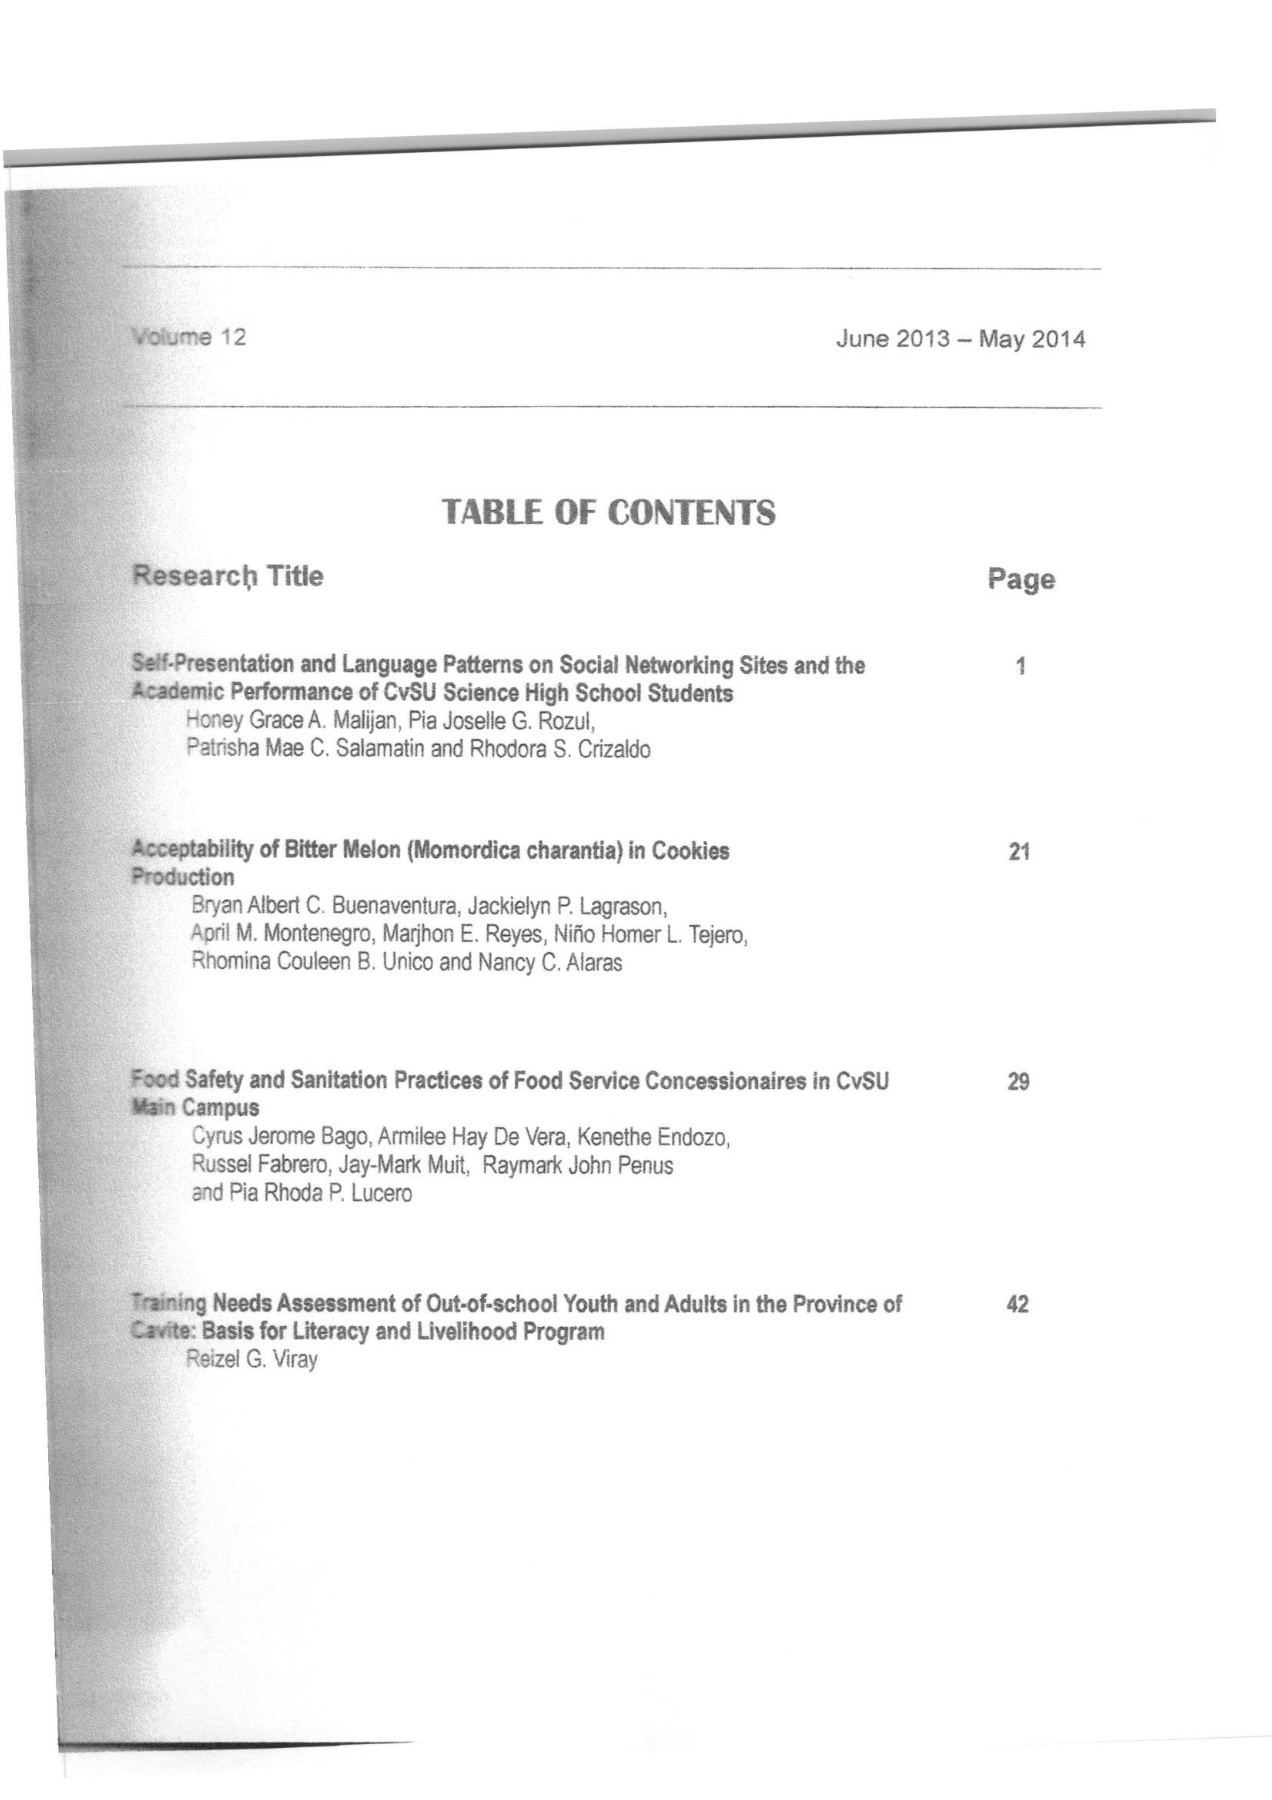 Volume 12
June 2013 – May 2014
TABLE OF CONTENTS
Research Title
Page
Self-Presentation and Language Patterns on Social Networking Sites and the
1
Academic Performance of CvSU Science High School Students
Honey Grace A. Malijan, Pia Joselle G. Rozul,
Patrisha Mae C. Salamatin and Rhodora S. Crizaldo
Acceptability of Bitter Melon (Momordica charantia) in Cookies
21
Production
Bryan Albert C. Buenaventura, Jackielyn P. Lagrason,
April M. Montenegro, Marjhon E. Reyes, Niño Homer L. Tejero,
Rhomina Couleen B. Unico and Nancy C. Alaras
Food Safety and Sanitation Practices of Food Service Concessionaires in CvSU
29
Main Campus
Cyrus Jerome Bago, Armilee Hay De Vera, Kenethe Endozo,
Russel Fabrero, Jay-Mark Muit, Raymark John Penus
and Pia Rhoda P. Lucero
Training Needs Assessment of Out-of-school Youth and Adults in the Province of
42
Cavite: Basis for Literacy and Livelihood Program
Reizel G. Viray